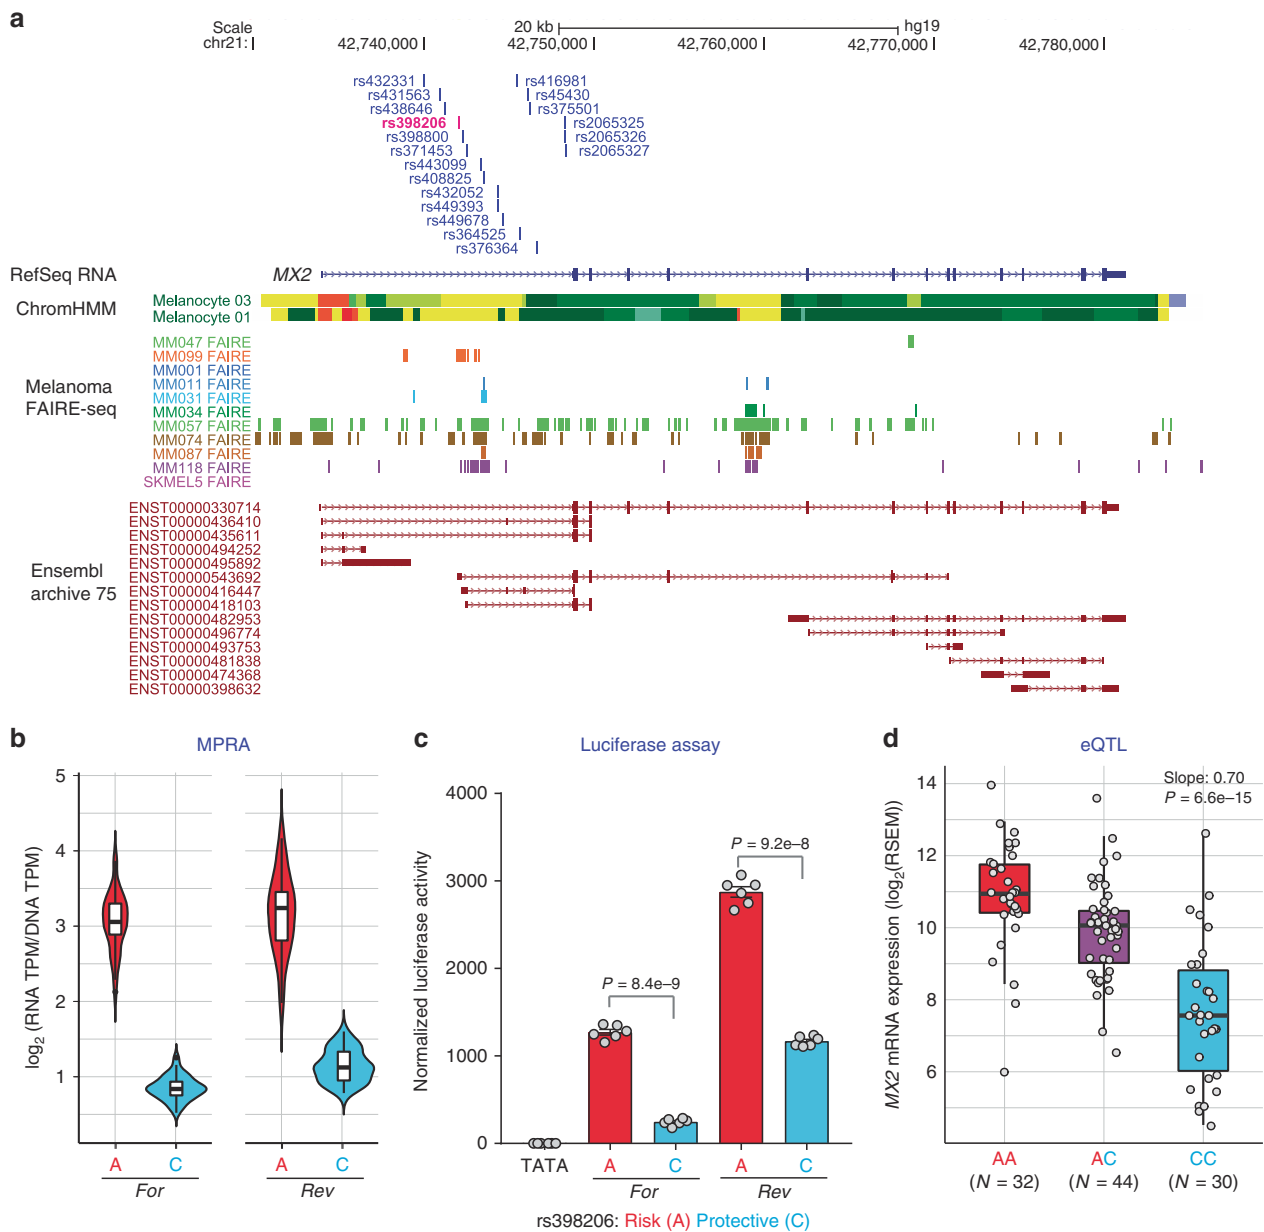 a
Scale
20 kb
hg19
chr21:
42,740,000
42,750,000
42,760,000
42,770,000
42,780,000
rs432331
rs416981
rs431563
rs45430
rs438646
rs375501
rs398206
rs2065325
rs398800
rs2065326
rs371453
rs2065327
rs443099
rs408825
rs432052
rs449393
rs449678
rs364525
rs376364
RefSeq RNA
MX2
ChromHMM
Melanocyte 03
Melanocyte 01
Melanoma
FAIRE-seq
MM047 FAIRE
MM099 FAIRE
MM001 FAIRE
MM011 FAIRE
MM031 FAIRE
MM034 FAIRE
MM057 FAIRE
MM074 FAIRE
MM087 FAIRE
MM118 FAIRE
SKMEL5 FAIRE
Ensembl
archive 75
ENST00000330714
ENST00000436410
ENST00000435611
ENST00000494252
ENST00000495892
ENST00000543692
ENST00000416447
ENST00000418103
ENST00000482953
ENST00000496774
ENST00000493753
ENST00000481838
ENST00000474368
ENST00000398632
b
MPRA
log2 (RNA TPM/DNA TPM)
5
4
3
2
1
A
C
A
C
For
Rev
c
Luciferase assay
Normalized luciferase activity
4000
3000
2000
1000
0
P = 8.4e–9
P = 9.2e–8
TATA
A
C
A
C
For
Rev
rs398206: Risk (A) Protective (C)
d
eQTL
MX2 mRNA expression (log2(RSEM))
Slope: 0.70
P = 6.6e–15
14
12
10
8
6
AA
AC
CC
(N = 32)
(N = 44)
(N = 30)